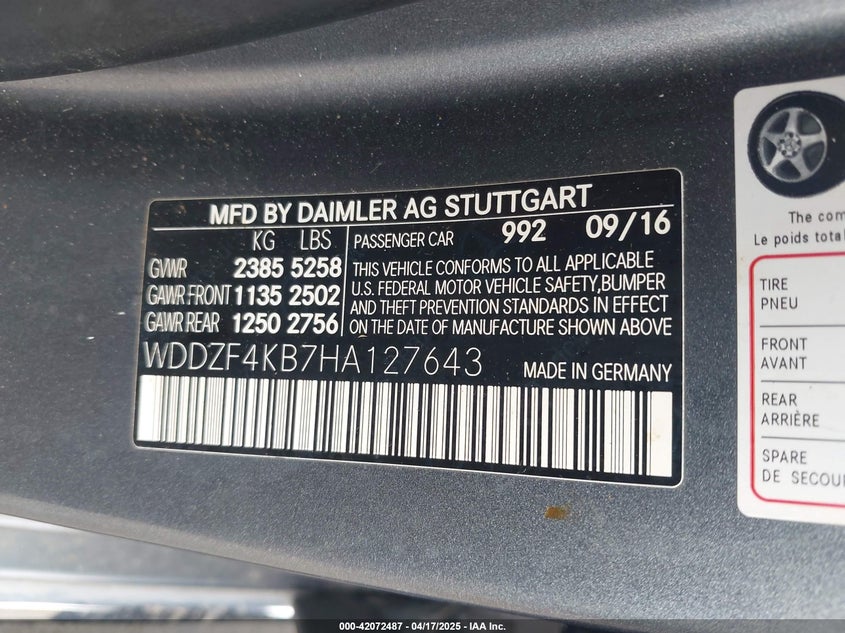 MFD BY DAIMLER AG STUTTGART
KG LBS
GVWR 2385 5258
GAWR FRONT 1135 2502
GAWR REAR 1250 2756
PASSENGER CAR 992 09/16
THIS VEHICLE CONFORMS TO ALL APPLICABLE
U.S. FEDERAL MOTOR VEHICLE SAFETY,BUMPER
AND THEFT PREVENTION STANDARDS IN EFFECT
ON THE DATE OF MANUFACTURE SHOWN ABOVE
WDDZF4KB7HA127643 MADE IN GERMANY
The com
Le poids total
TIRE
PNEU
FRONT
AVANT
REAR
ARRIÈRE
SPARE
DE SECOU
000-42072487 - 04/17/2025 - IAA Inc.